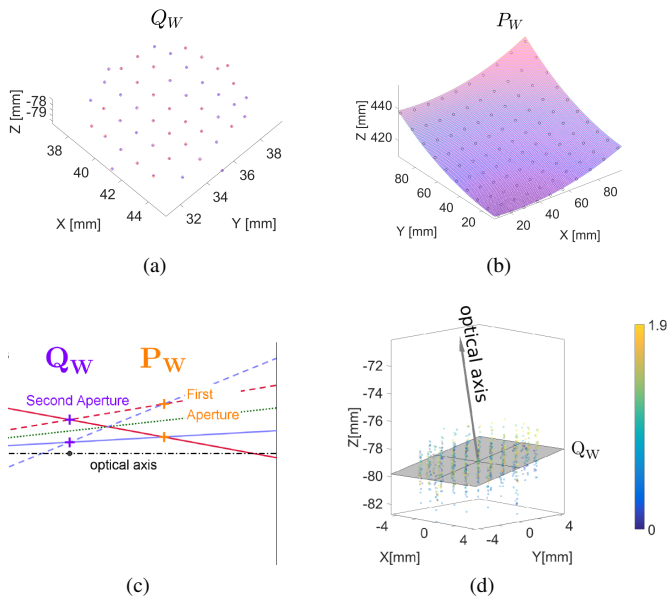 Q_W
P_W
-78
-79
Z [mm]
38
40
42
44
X [mm]
38
36
34
32
Y [mm]
(a)
440
420
Z [mm]
80
60
40
20
Y [mm]
20
40
60
80
X [mm]
(b)
Q_W
P_W
Second Aperture
First
Aperture
optical axis
(c)
optical axis
-72
-74
-76
-78
-80
-82
Z[mm]
Q_W
-4
0
4
X[mm]
4
0
-4
Y[mm]
1.9
0
(d)